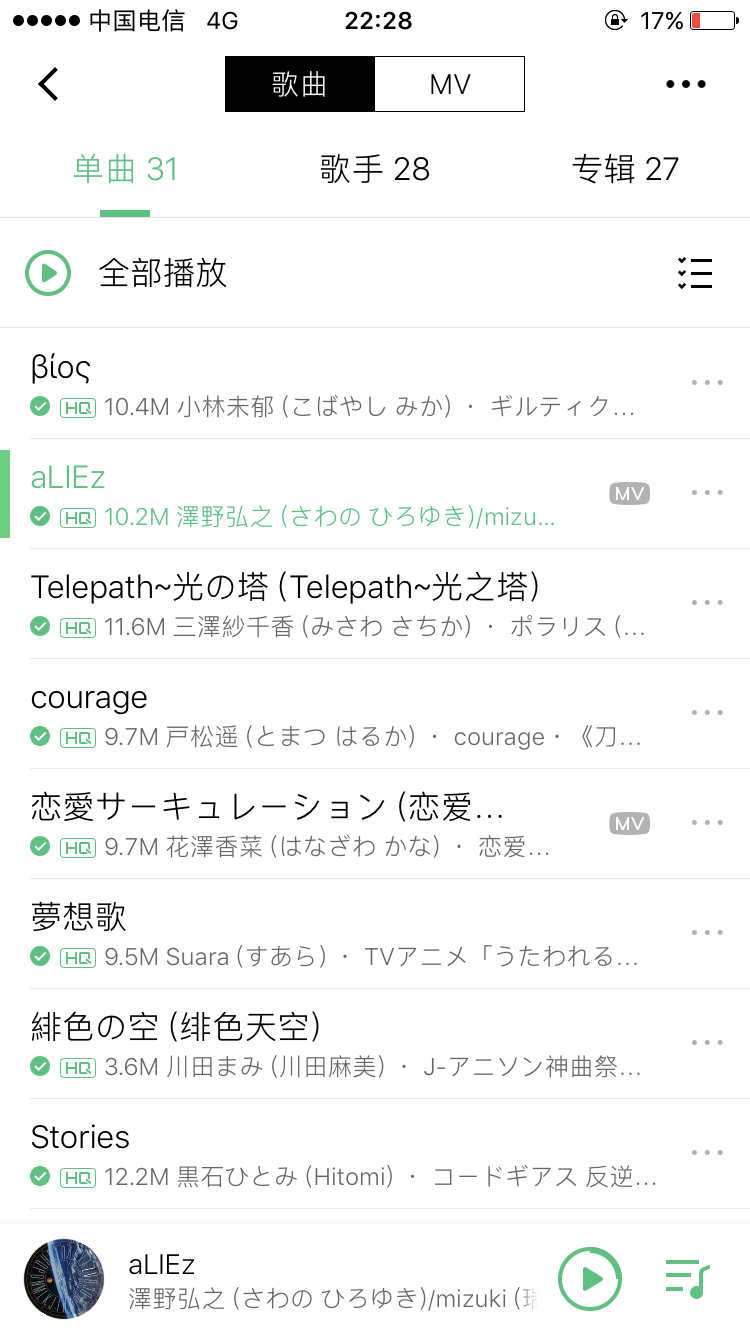 中国电信 4G 22:28 17%
歌曲 MV
单曲 31 歌手 28 专辑 27
全部播放
βίος
HQ 10.4M 小林未郁 (こばやし みか) · ギルティク...
aLIEz
MV
HQ 10.2M 澤野弘之 (さわの ひろゆき)/mizu...
Telepath~光の塔 (Telepath~光之塔)
HQ 11.6M 三澤紗千香 (みさわ さちか) · ポラリス (...
courage
HQ 9.7M 戸松遥 (とまつ はるか) · courage · 《刀...
恋愛サーキュレーション (恋爱...
MV
HQ 9.7M 花澤香菜 (はなざわ かな) · 恋爱...
夢想歌
HQ 9.5M Suara (すあら) · TVアニメ「うたわれる...
緋色の空 (绯色天空)
HQ 3.6M 川田まみ (川田麻美) · J-アニソン神曲祭...
Stories
HQ 12.2M 黒石ひとみ (Hitomi) · コードギアス 反逆...
aLIEz
澤野弘之 (さわの ひろゆき)/mizuki (瑞